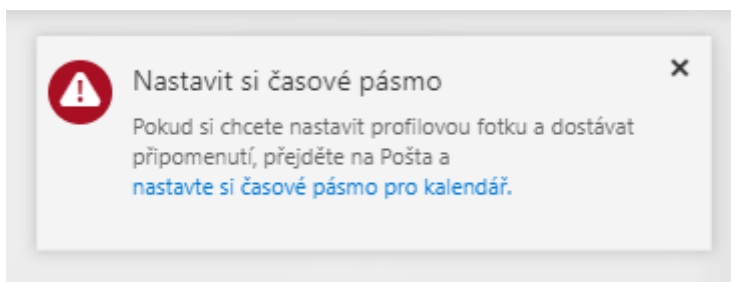 Nastavit si časové pásmo
Pokud si chcete nastavit profilovou fotku a dostávat
připomenutí, přejděte na Pošta a
nastavte si časové pásmo pro kalendář.